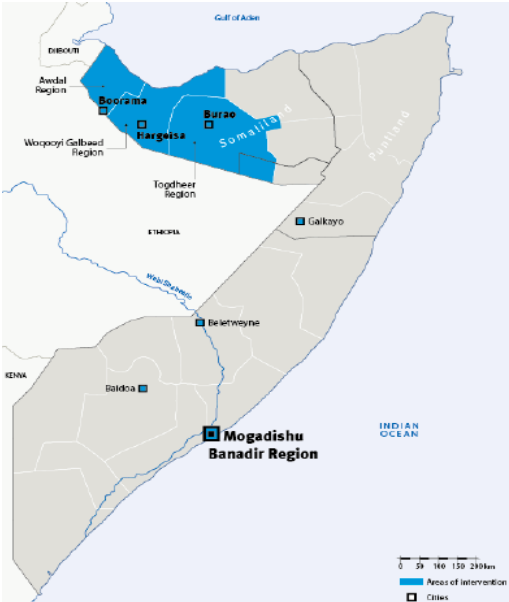 Gulf of Aden
DJIBOUTI
Awdal
Region
Boorama
Burao
Hargeisa
Somaliland
Puntland
Woqooyi Galbeed
Region
Togdheer
Region
Galkayo
ETHIOPIA
Webi Shabeelle
Beletweyne
KENYA
Baidoa
Mogadishu
Banadir Region
INDIAN
OCEAN
0 50 100 150 200km
Areas of intervention
Cities